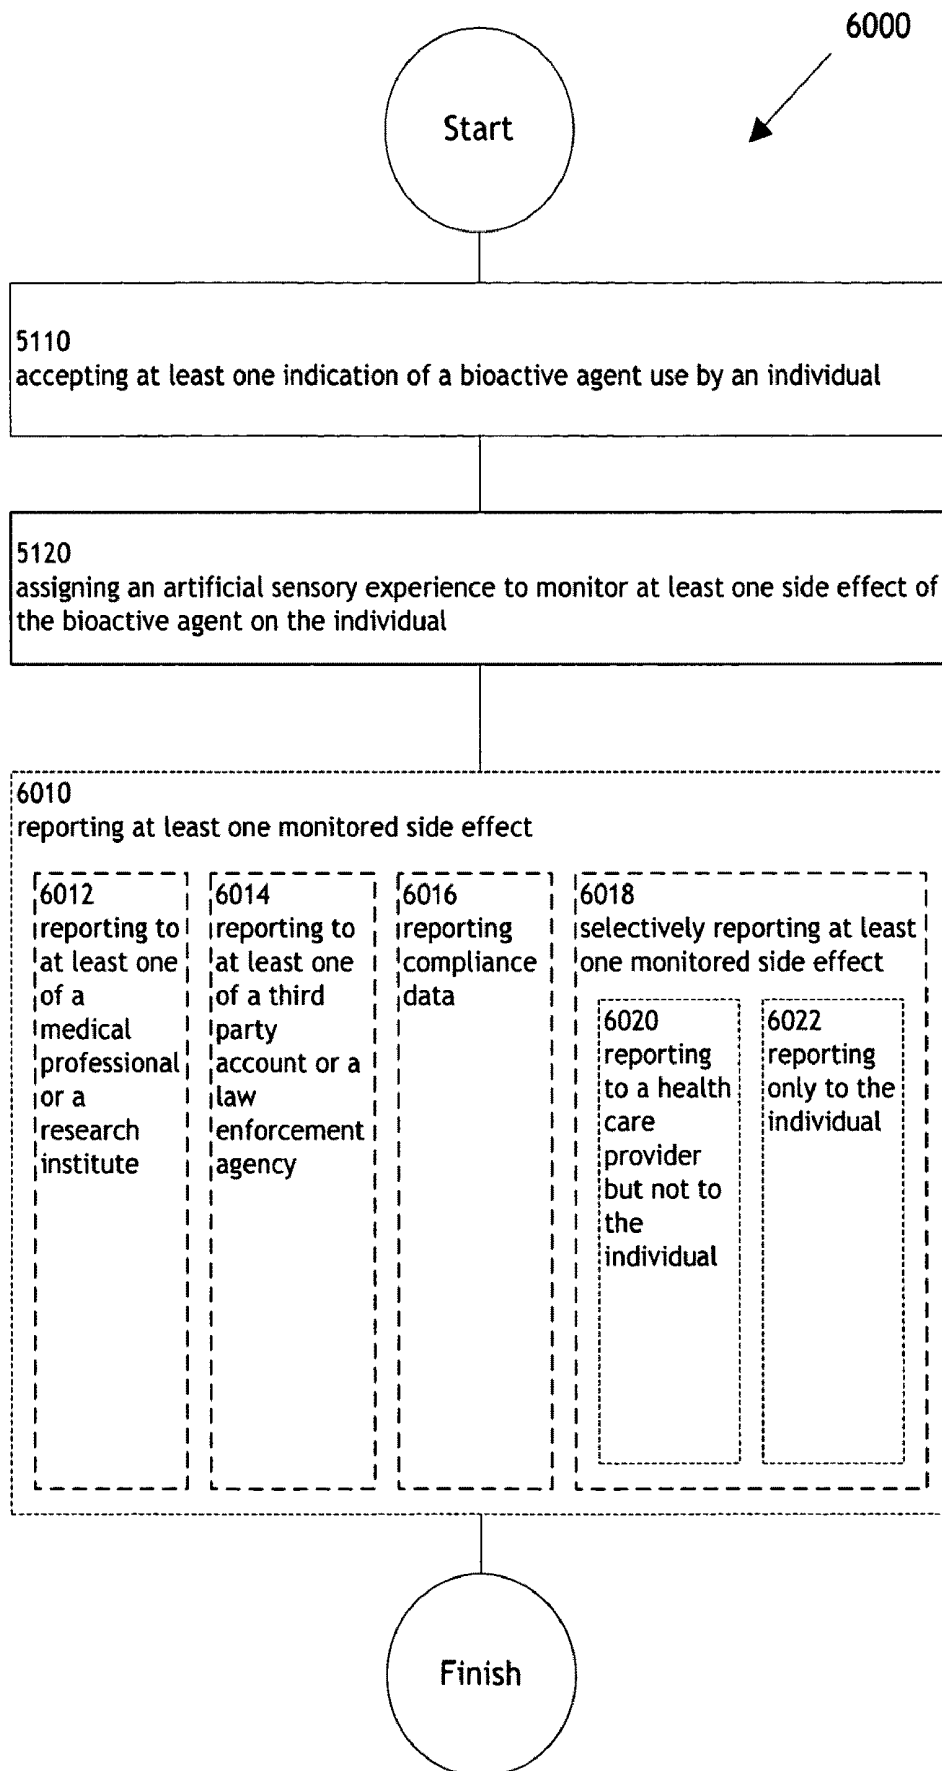 6000
Start
5110
accepting at least one indication of a bioactive agent use by an individual
5120
assigning an artificial sensory experience to monitor at least one side effect of
the bioactive agent on the individual
6010
reporting at least one monitored side effect
6012
reporting to
at least one
of a
medical
professional
or a
research
institute
6014
reporting to
at least one
of a third
party
account or a
law
enforcement
agency
6016
reporting
compliance
data
6018
selectively reporting at least
one monitored side effect
6020
reporting
to a health
care
provider
but not to
the
individual
6022
reporting
only to the
individual
Finish